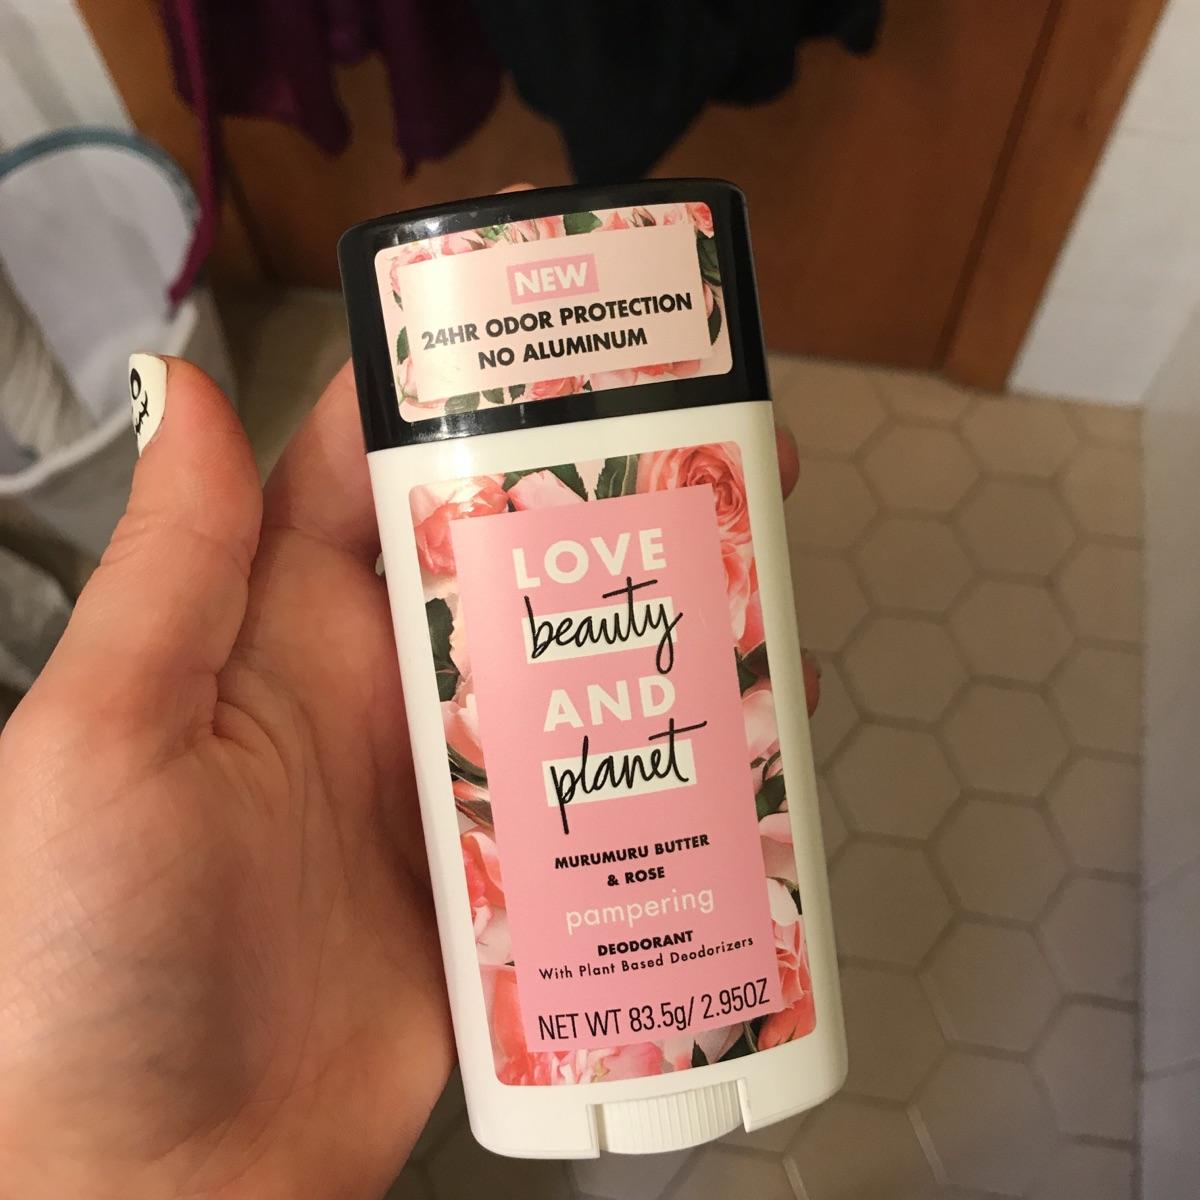 NEW
24HR ODOR PROTECTION
NO ALUMINUM
LOVE
beauty
AND
planet
MURUMURU BUTTER
& ROSE
pampering
DEODORANT
With Plant Based Deodorizers
NET WT 83.5g/ 2.95OZ